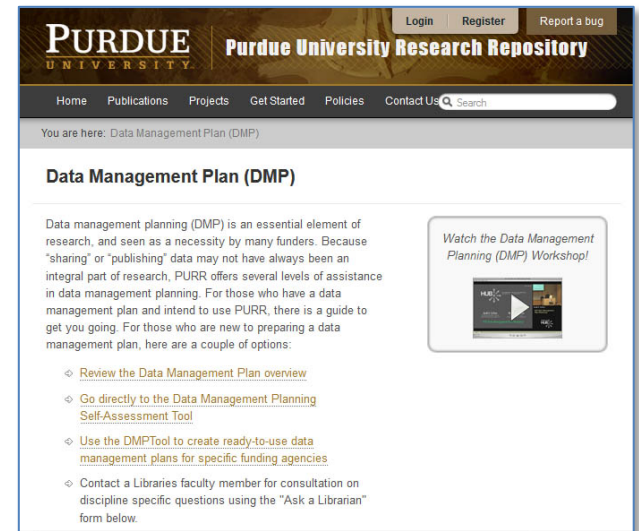 Login Register Report a bug
PURDUE
UNIVERSITY
Purdue University Research Repository
Home Publications Projects Get Started Policies Contact Us Search
You are here: Data Management Plan (DMP)
Data Management Plan (DMP)
Data management planning (DMP) is an essential element of
research, and seen as a necessity by many funders. Because
"sharing" or "publishing" data may not have always been an
integral part of research, PURR offers several levels of assistance
in data management planning. For those who have a data
management plan and intend to use PURR, there is a guide to
get you going. For those who are new to preparing a data
management plan, here are a couple of options:
Review the Data Management Plan overview
Go directly to the Data Management Planning
Self-Assessment Tool
Use the DMPTool to create ready-to-use data
management plans for specific funding agencies
Contact a Libraries faculty member for consultation on
discipline specific questions using the "Ask a Librarian"
form below.
Watch the Data Management
Planning (DMP) Workshop!
HUB